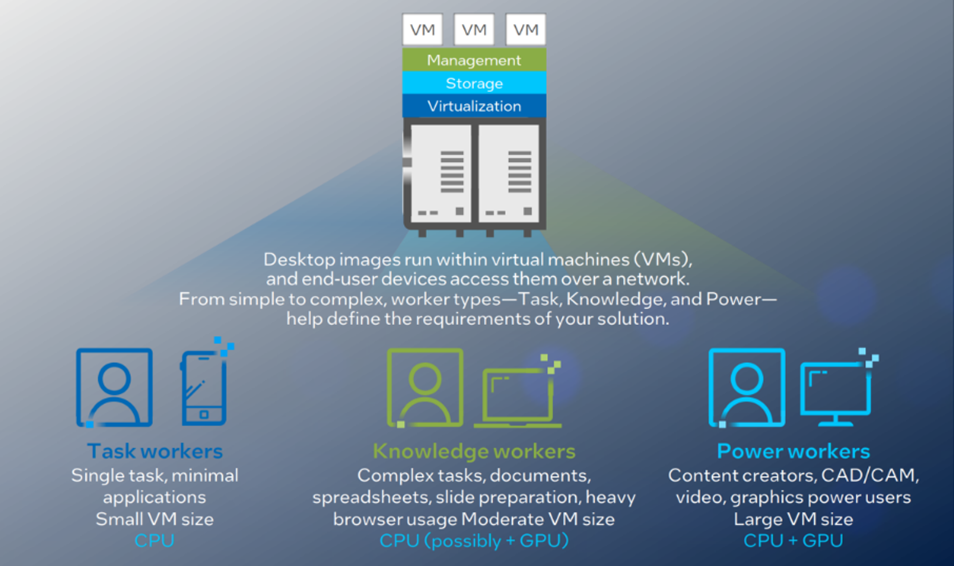 VM VM VM
Management
Storage
Virtualization
Desktop images run within virtual machines (VMs),
and end-user devices access them over a network.
From simple to complex, worker types—Task, Knowledge, and Power—
help define the requirements of your solution.
Task workers
Single task, minimal
applications
Small VM size
CPU
Knowledge workers
Complex tasks, documents,
spreadsheets, slide preparation, heavy
browser usage Moderate VM size
CPU (possibly + GPU)
Power workers
Content creators, CAD/CAM,
video, graphics power users
Large VM size
CPU + GPU